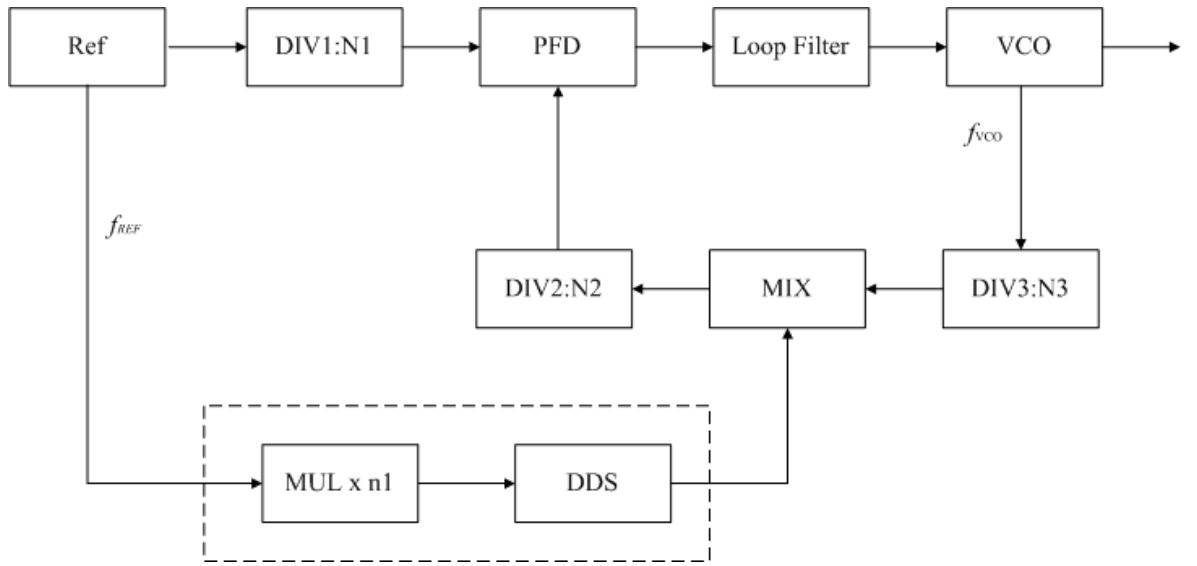 Ref
DIV1:N1
PFD
Loop Filter
VCO
fVCO
fREF
DIV2:N2
MIX
DIV3:N3
MUL x n1
DDS